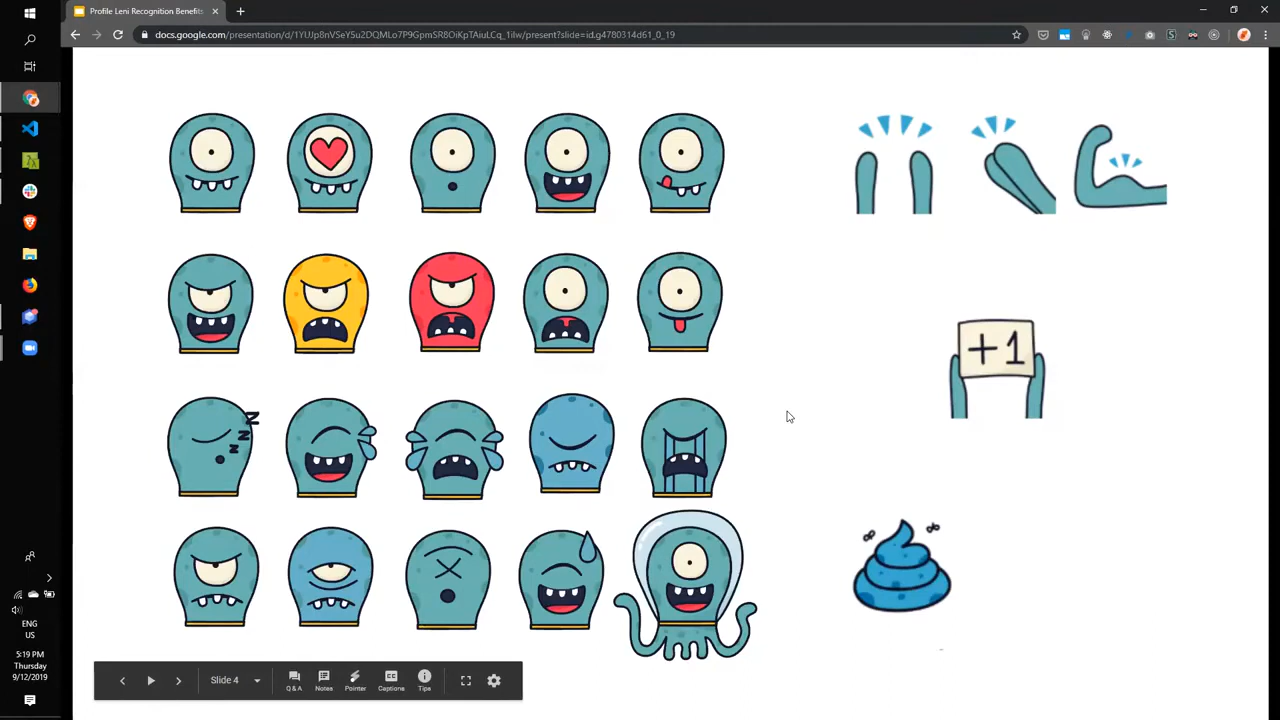 Profile Leni Recognition Benefits
docs.google.com/presentation/d/1YUJp8nVSeY5u2DQMLo7P9GpmSR8OiKpTAiuLCq_1ilw/present?slide=id.g4780314d61_0_19
+1
z
z
z
Slide 4
Q & A
Notes
Pointer
Captions
Tips
ENG
US
5:19 PM
Thursday
9/12/2019